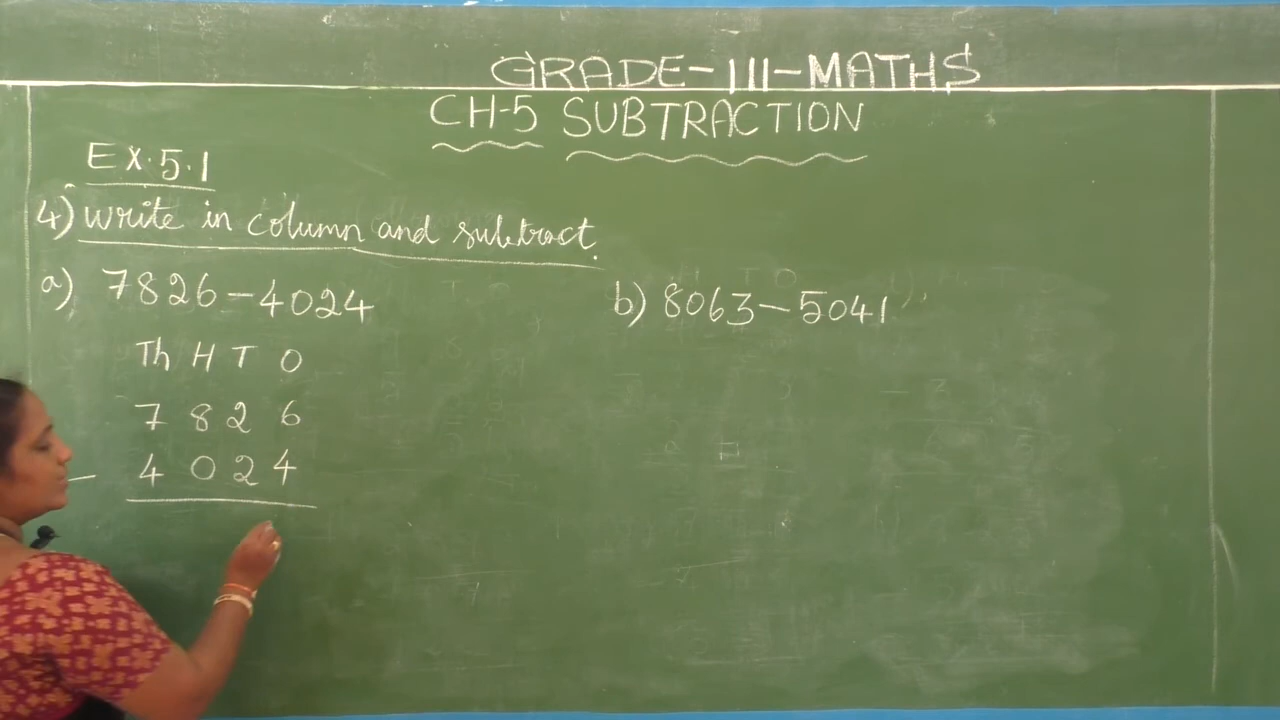 GRADE-III-MATHS
CH-5 SUBTRACTION
EX.5.1
4) Write in column and subtract.
a) 7826-4024
Th H T O
7 8 2 6
- 4 0 2 4
b) 8063-5041